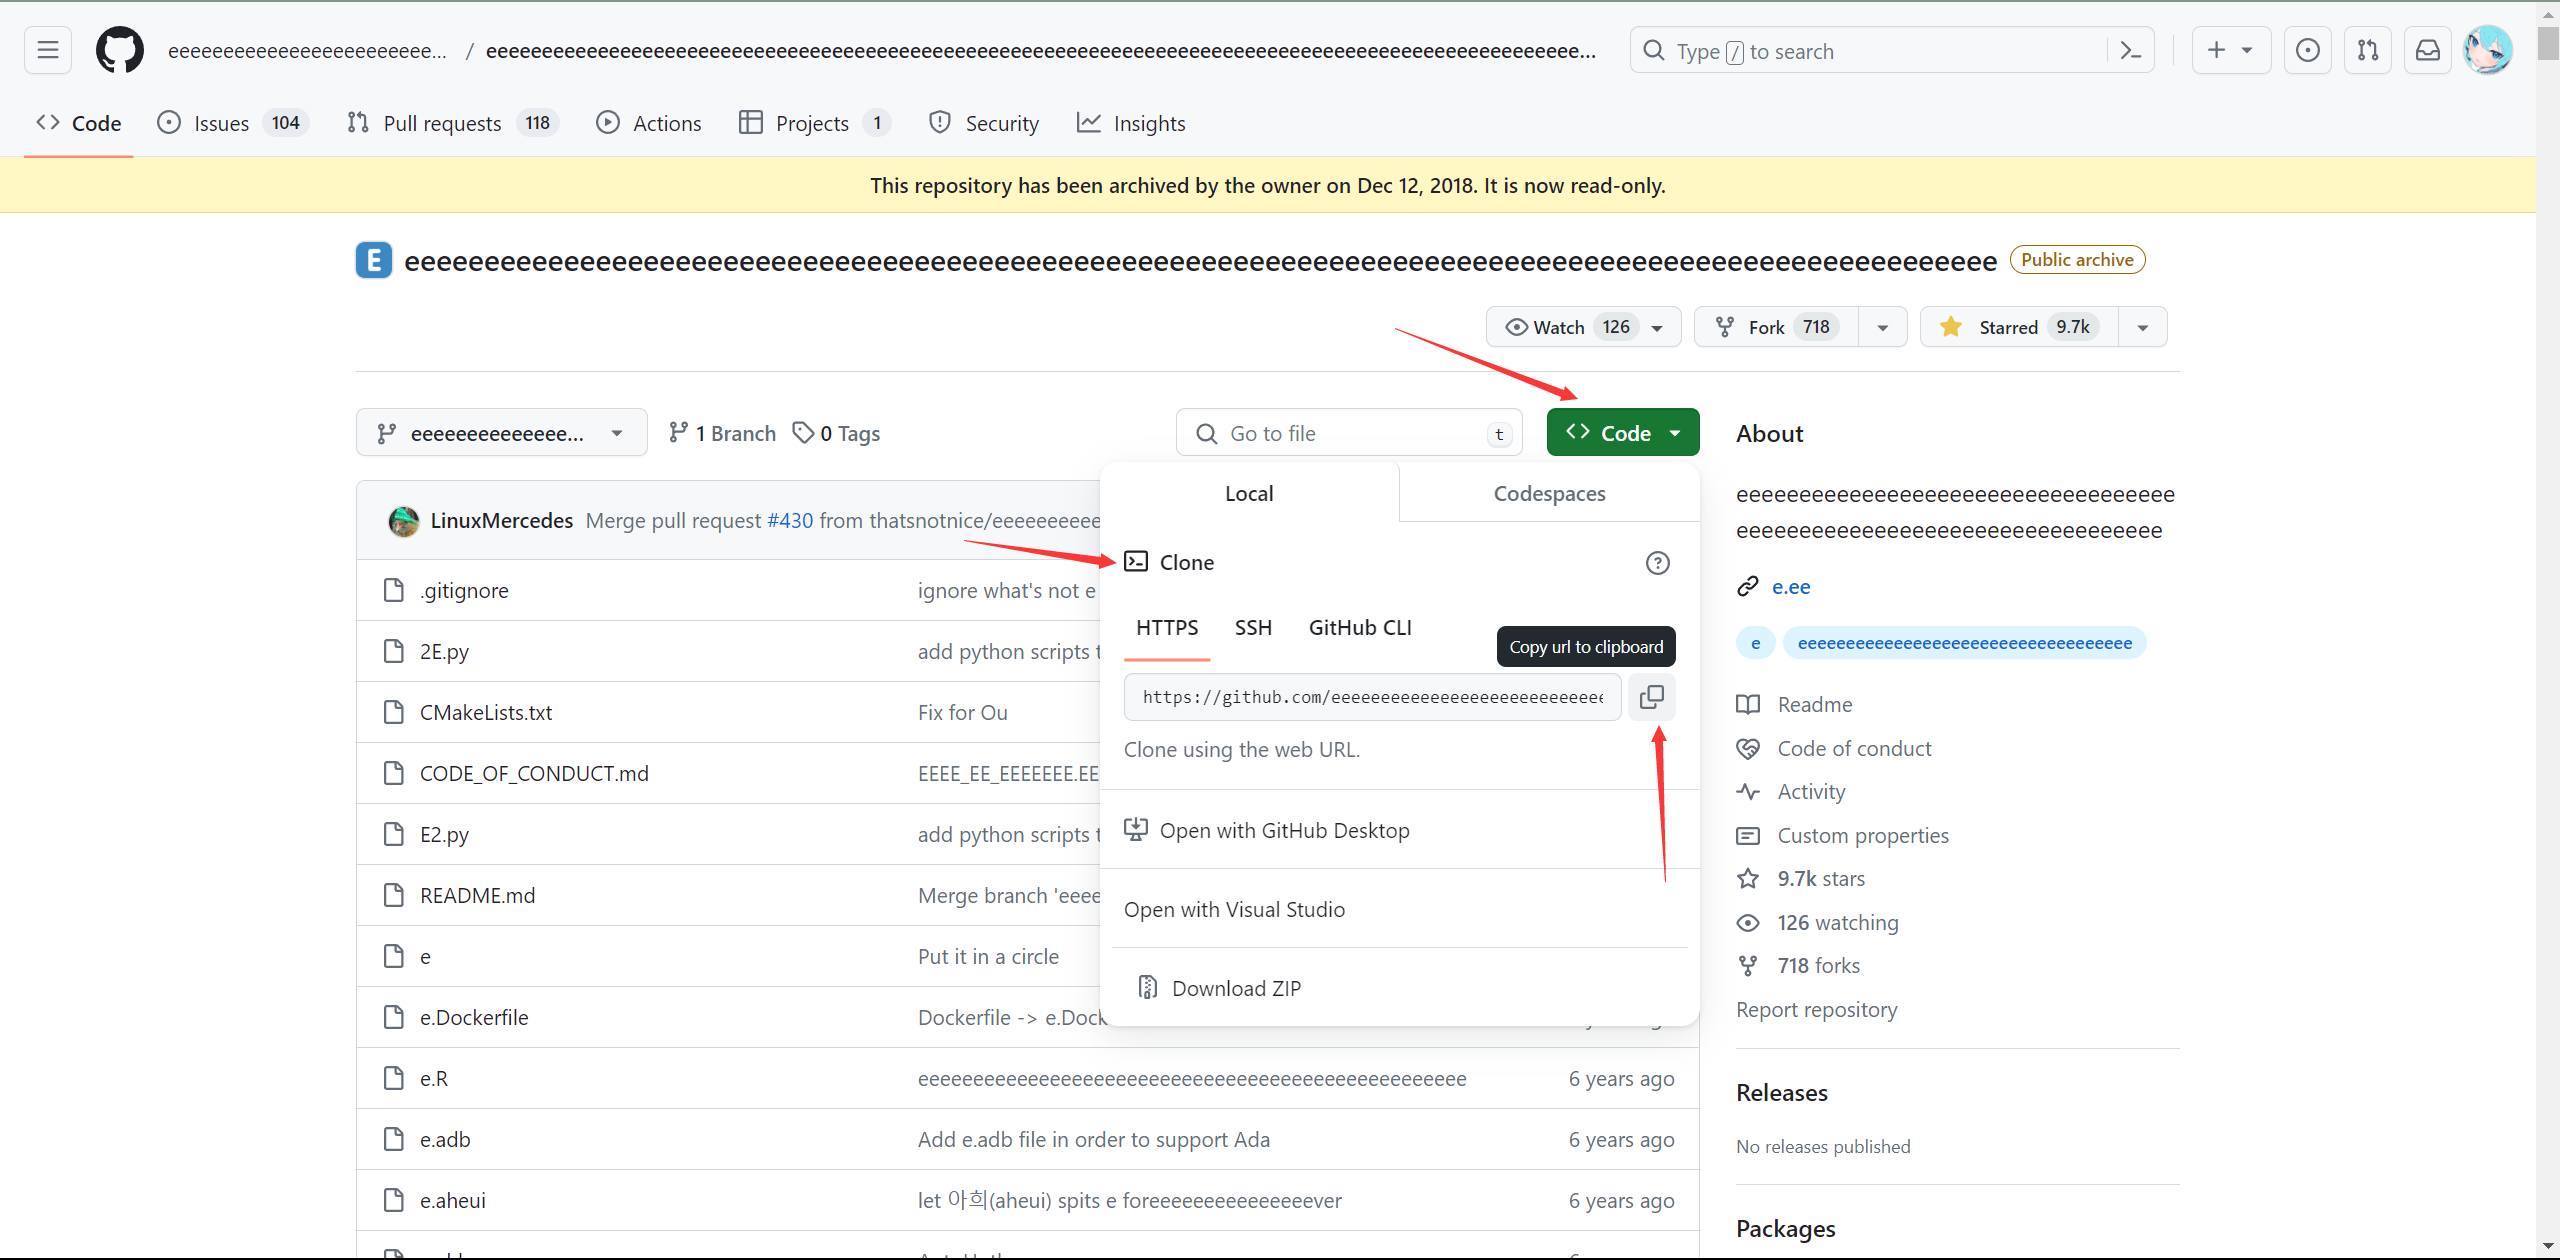 eeeeeeeeeeeeeeeeeeeeeeee... / eeeeeeeeeeeeeeeeeeeeeeeeeeeeeeeeeeeeeeeeeeeeeeeeeeeeeeeeeeeeeeeeeeeeeeeeeeeeeeeeeeeeeeeeeeeeeeeeeee... Type / to search
Code Issues 104 Pull requests 118 Actions Projects 1 Security Insights
This repository has been archived by the owner on Dec 12, 2018. It is now read-only.
E eeeeeeeeeeeeeeeeeeeeeeeeeeeeeeeeeeeeeeeeeeeeeeeeeeeeeeeeeeeeeeeeeeeeeeeeeeeeeeeeeeeeeeeeeeeeeeeeeeee Public archive
Watch 126 Fork 718 Starred 9.7k
eeeeeeeeeeeeee... 1 Branch 0 Tags Go to file t Code
LinuxMercedes Merge pull request #430 from thatsnotnice/eeeeeeeeee
.gitignore ignore what's not e
2E.py add python scripts t
CMakeLists.txt Fix for Ou
CODE_OF_CONDUCT.md EEEE_EE_EEEEEEE.EE
E2.py add python scripts t
README.md Merge branch 'eeee
e Put it in a circle
e.Dockerfile Dockerfile -> e.Dock
e.R eeeeeeeeeeeeeeeeeeeeeeeeeeeeeeeeeeeeeeeeeeeeeeeeee 6 years ago
e.adb Add e.adb file in order to support Ada 6 years ago
e.aheui let 아희(aheui) spits e foreeeeeeeeeeeeeeever 6 years ago
Local Codespaces
Clone
HTTPS SSH GitHub CLI
Copy url to clipboard
https://github.com/eeeeeeeeeeeeeeeeeeeeeeeeeeee
Clone using the web URL.
Open with GitHub Desktop
Open with Visual Studio
Download ZIP
About
eeeeeeeeeeeeeeeeeeeeeeeeeeeeeeeeeee
eeeeeeeeeeeeeeeeeeeeeeeeeeeeeeeeee
e.ee
e eeeeeeeeeeeeeeeeeeeeeeeeeeeeeeeeeee
Readme
Code of conduct
Activity
Custom properties
9.7k stars
126 watching
718 forks
Report repository
Releases
No releases published
Packages